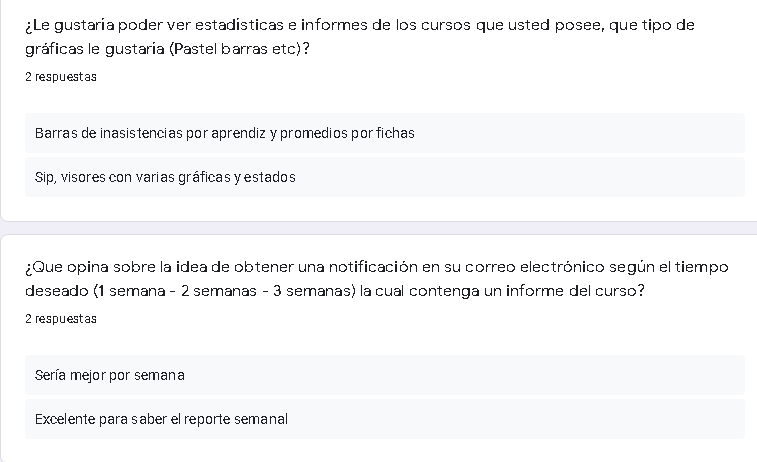 ¿Le gustaria poder ver estadisticas e informes de los cursos que usted posee, que tipo de
gráficas le gustaria (Pastel barras etc)?
2 respuestas
Barras de inasistencias por aprendiz y promedios por fichas
Sip, visores con varias gráficas y estados
¿Que opina sobre la idea de obtener una notificación en su correo electrónico según el tiempo
deseado (1 semana - 2 semanas - 3 semanas) la cual contenga un informe del curso?
2 respuestas
Sería mejor por semana
Excelente para saber el reporte semanal